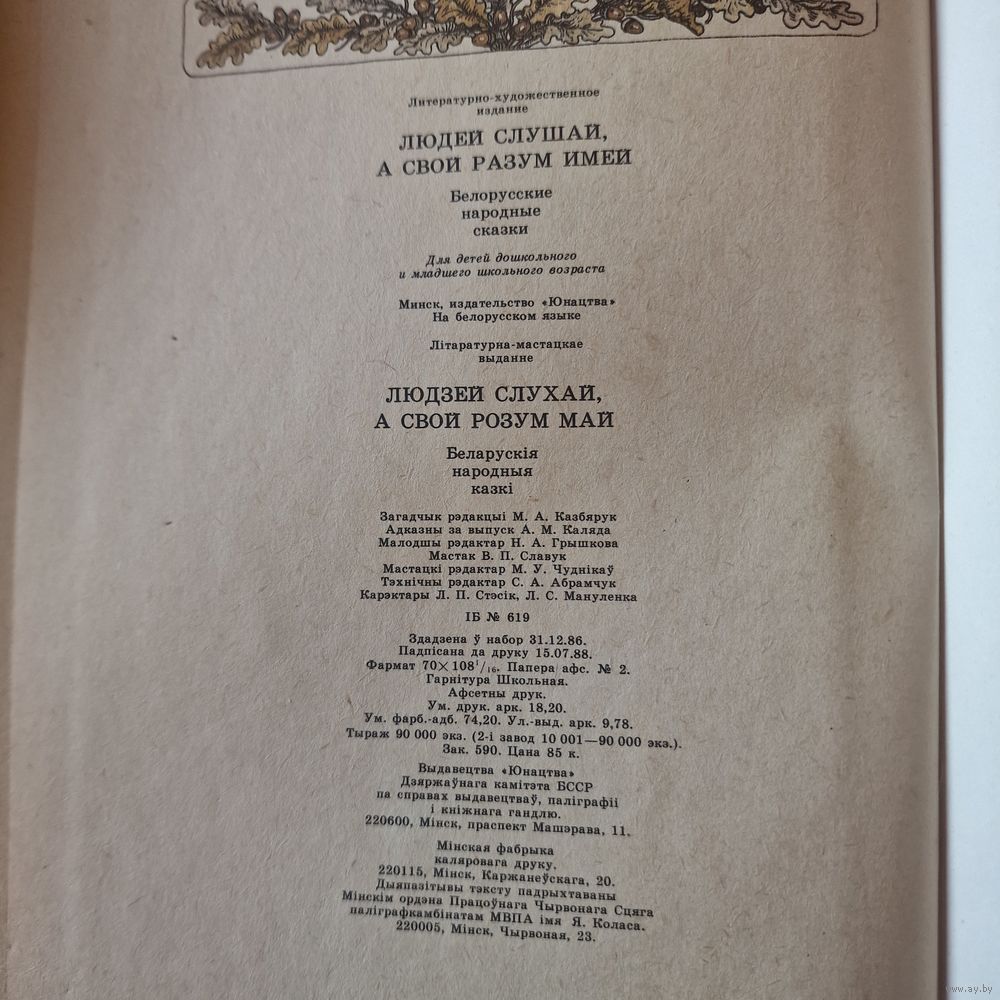 Литературно-художественное
издание
ЛЮДЕЙ СЛУШАЙ,
А СВОЙ РАЗУМ ИМЕЙ
Белорусские
народные
сказки
Для детей дошкольного
и младшего школьного возраста
Минск, издательство «Юнацтва»
На белорусском языке
Літаратурна-мастацкае
выданне
ЛЮДЗЕЙ СЛУХАЙ,
А СВОЙ РОЗУМ МАЙ
Беларускія
народныя
казкі
Загадчык рэдакцыі М. А. Казбярук
Адказны за выпуск А. М. Каляда
Малодшы рэдактар Н. А. Грышкова
Мастак В. П. Славук
Мастацкі рэдактар М. У. Чуднікаў
Тэхнічны рэдактар С. А. Абрамчук
Карэктары Л. П. Стэсік, Л. С. Мануленка
ІБ № 619
Здадзена ў набор 31.12.86.
Падпісана да друку 15.07.88.
Фармат 70×108¹/₁₆. Папера афс. № 2.
Гарнітура Школьная.
Афсетны друк.
Ум. друк. арк. 18,20.
Ум. фарб.-адб. 74,20. Ул.-выд. арк. 9,78.
Тыраж 90 000 экз. (2-і завод 10 001—90 000 экз.).
Зак. 590. Цана 85 к.
Выдавецтва «Юнацтва»
Дзяржаўнага камітэта БССР
па справах выдавецтваў, паліграфіі
і кніжнага гандлю.
220600, Мінск, праспект Машэрава, 11.
Мінская фабрыка
каляровага друку.
220115, Мінск, Каржанеўскага, 20.
Дыяпазітывы тэксту падрыхтаваны
Мінскім ордэна Працоўнага Чырвонага Сцяга
паліграфкамбінатам МВПА імя Я. Коласа.
220005, Мінск, Чырвоная, 23.
www.ay.by